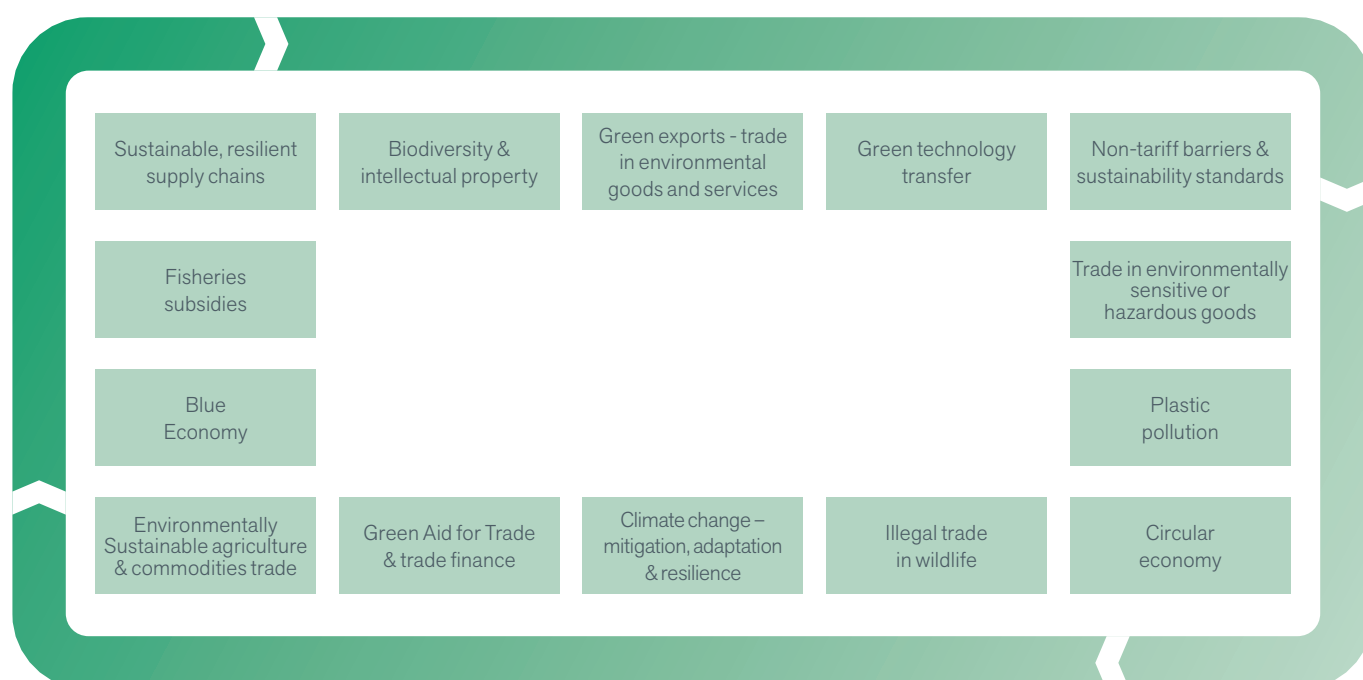 Sustainable, resilient
supply chains
Biodiversity &
intellectual property
Green exports - trade
in environmental
goods and services
Green technology
transfer
Non-tariff barriers &
sustainability standards
Fisheries
subsidies
Trade in environmentally
sensitive or
hazardous goods
Blue
Economy
Plastic
pollution
Environmentally
Sustainable agriculture
& commodities trade
Green Aid for Trade
& trade finance
Climate change –
mitigation, adaptation
& resilience
Illegal trade
in wildlife
Circular
economy